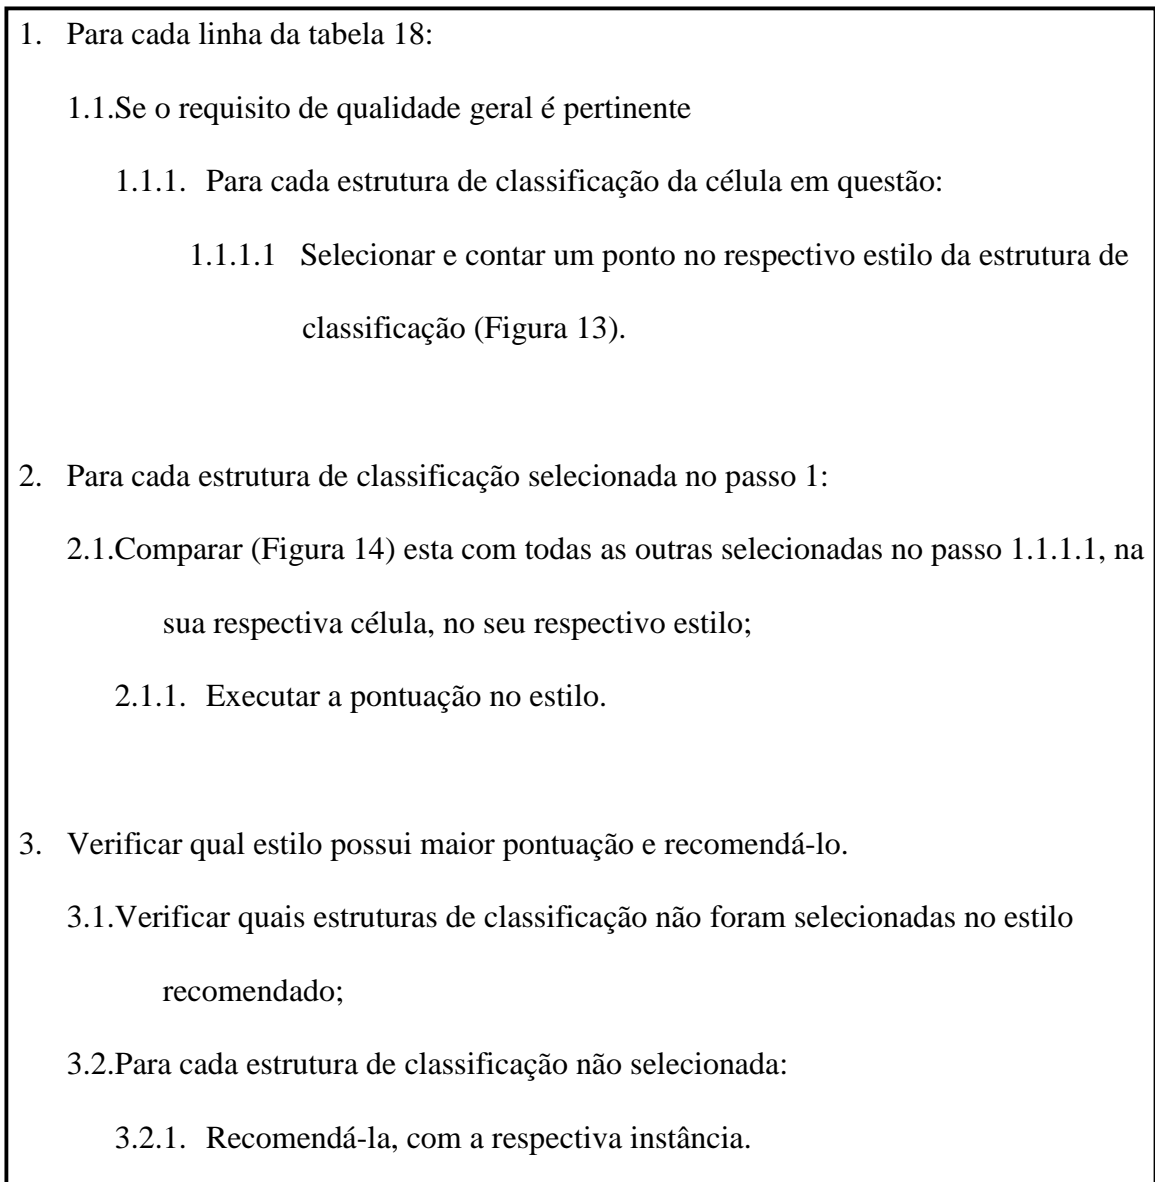 1. Para cada linha da tabela 18:
1.1.Se o requisito de qualidade geral é pertinente
1.1.1. Para cada estrutura de classificação da célula em questão:
1.1.1.1 Selecionar e contar um ponto no respectivo estilo da estrutura de
classificação (Figura 13).
2. Para cada estrutura de classificação selecionada no passo 1:
2.1.Comparar (Figura 14) esta com todas as outras selecionadas no passo 1.1.1.1, na
sua respectiva célula, no seu respectivo estilo;
2.1.1. Executar a pontuação no estilo.
3. Verificar qual estilo possui maior pontuação e recomendá-lo.
3.1.Verificar quais estruturas de classificação não foram selecionadas no estilo
recomendado;
3.2.Para cada estrutura de classificação não selecionada:
3.2.1. Recomendá-la, com a respectiva instância.